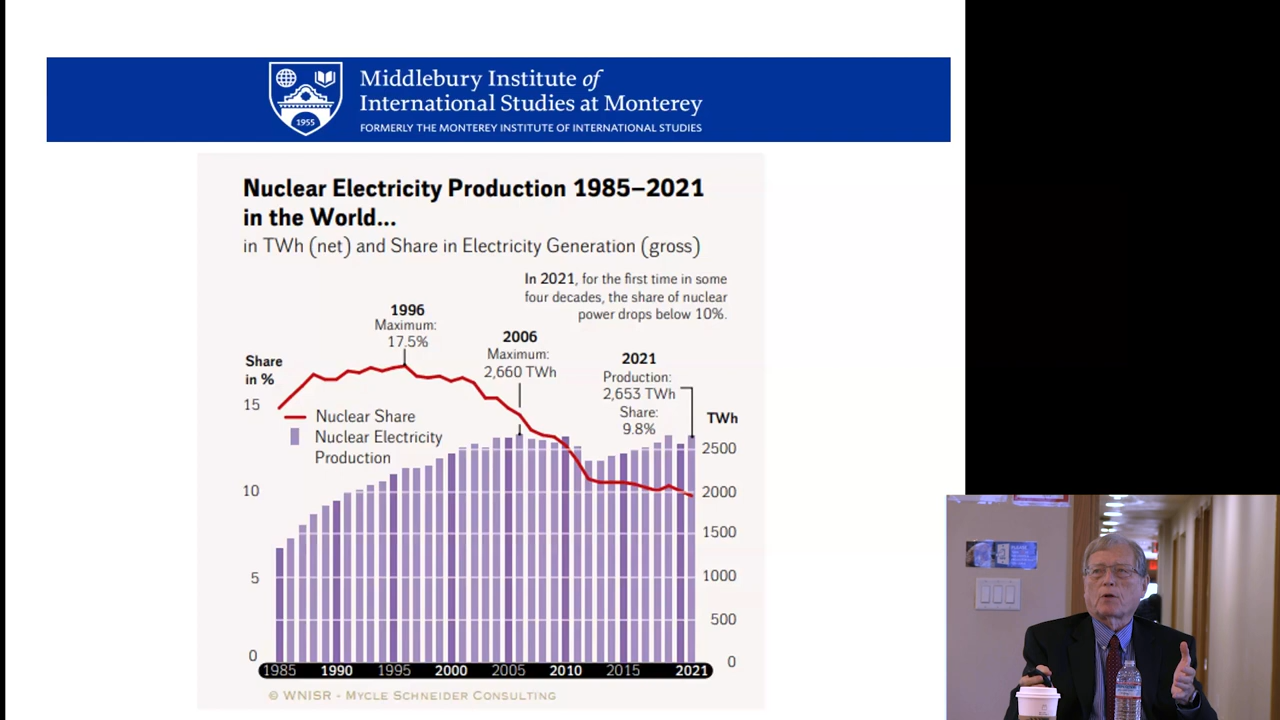 1955
Middlebury Institute of
International Studies at Monterey
FORMERLY THE MONTEREY INSTITUTE OF INTERNATIONAL STUDIES
Nuclear Electricity Production 1985–2021
in the World...
in TWh (net) and Share in Electricity Generation (gross)
In 2021, for the first time in some
four decades, the share of nuclear
power drops below 10%.
1996
Maximum:
17.5%
2006
Maximum:
2,660 TWh
2021
Production:
2,653 TWh
Share:
9.8%
Share
in %
15
10
5
0
Nuclear Share
Nuclear Electricity
Production
TWh
2500
2000
1500
1000
500
0
1985 1990 1995 2000 2005 2010 2015 2021
© WNISR - MYCLE SCHNEIDER CONSULTING